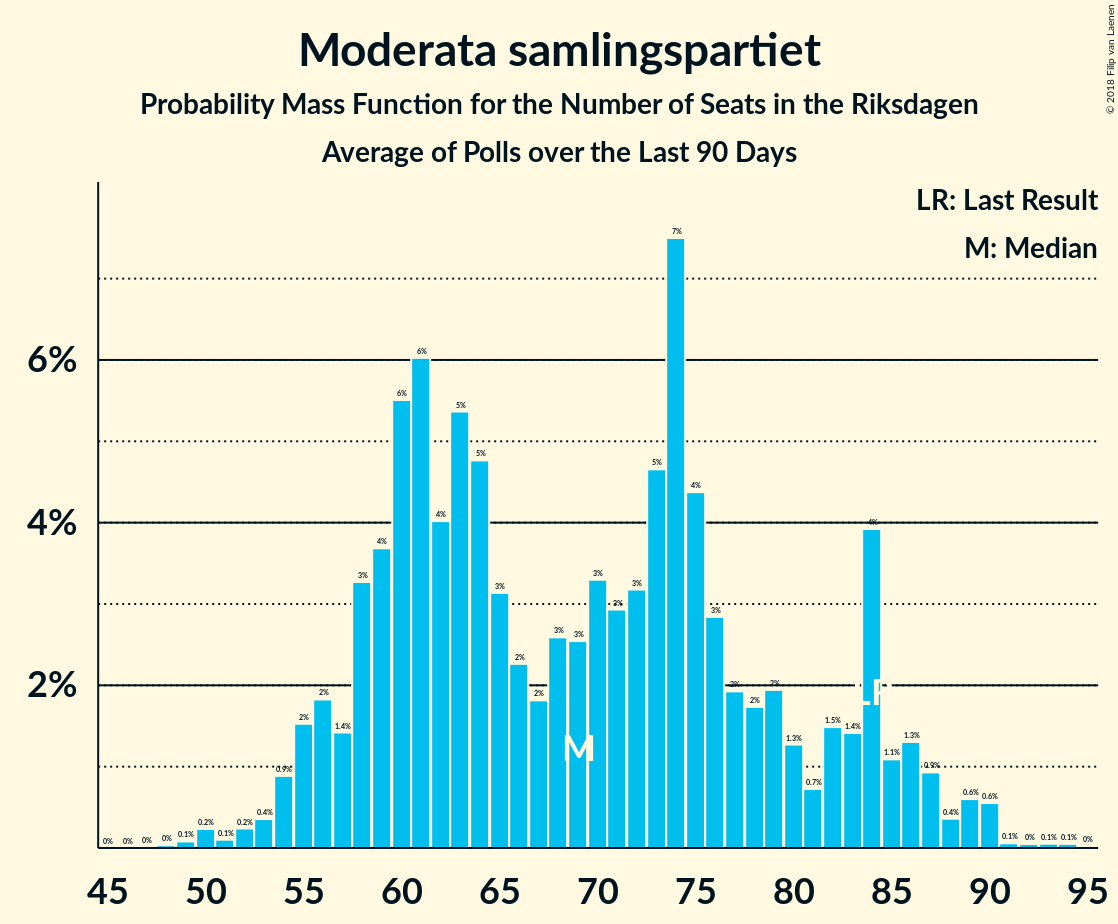 Moderata samlingspartiet
Probability Mass Function for the Number of Seats in the Riksdagen
Average of Polls over the Last 90 Days
© 2018 Filip van Laenen
LR: Last Result
M: Median
6%
4%
2%
0% 0% 0% 0% 0.1% 0.2% 0.1% 0.2% 0.4% 0.9% 2% 2% 1.4% 3% 4% 6% 6% 4% 5% 5% 3% 2% 2% 3% 3% 3% 3% 3% 5% 7% 4% 3% 2% 2% 2% 1.3% 0.7% 1.5% 1.4% 4% 1.1% 1.3% 0.9% 0.4% 0.6% 0.6% 0.1% 0% 0.1% 0.1% 0%
M
LR
45 50 55 60 65 70 75 80 85 90 95